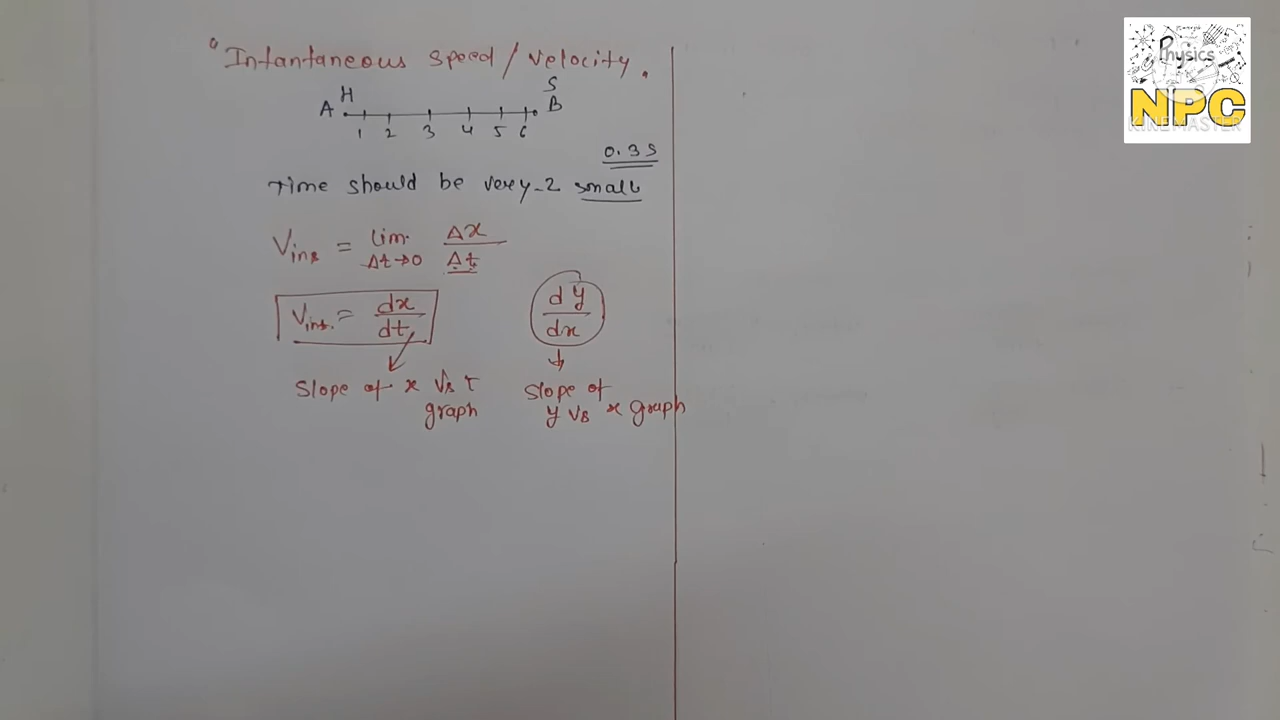 "Intantaneous speed / velocity.
H S
A B
1 2 3 4 5 6
0.3 S
Time should be very-2 small
Vins = lim Δt→0 Δx/Δt
Vins. = dx/dt
dy/dx
Slope of x Vs t graph
Slope of y Vs x graph
Physics
NPC
KINEMASTER